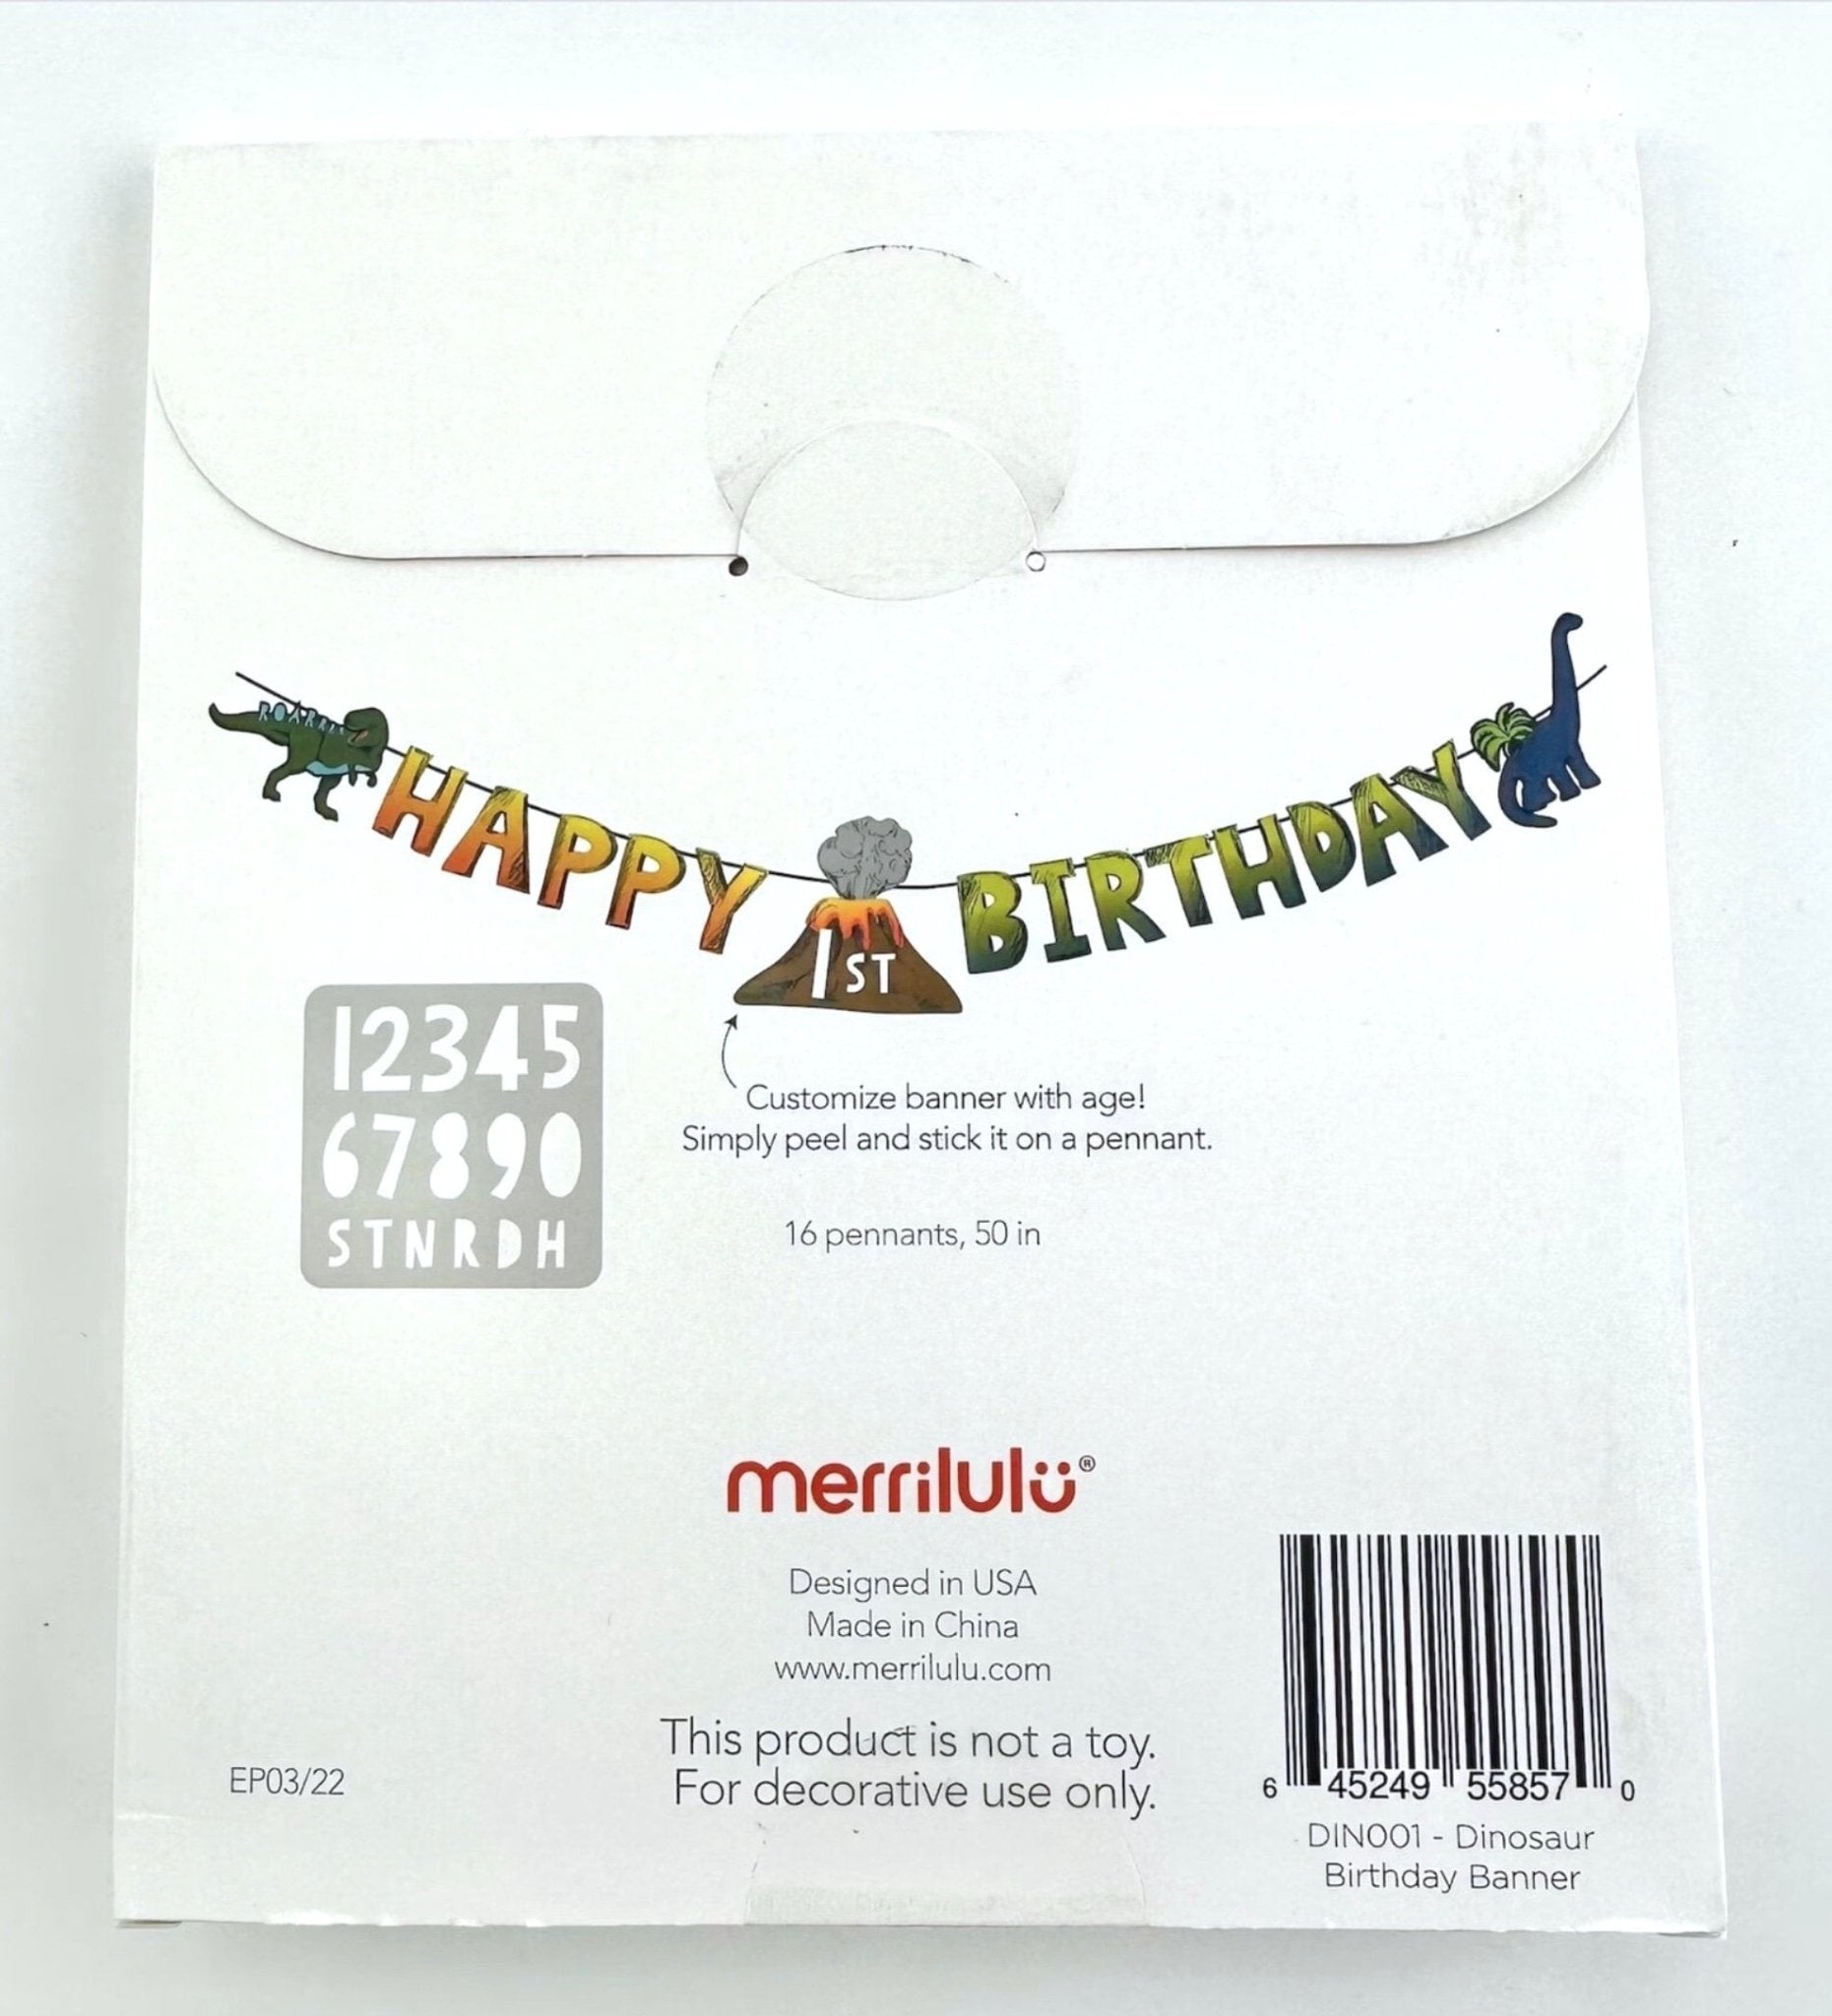 ROARRR
HAPPY 1ST BIRTHDAY
12345
67890
STNRDH
Customize banner with age!
Simply peel and stick it on a pennant.
16 pennants, 50 in
merrilulü®
Designed in USA
Made in China
www.merrilulu.com
This product is not a toy.
For decorative use only.
EP03/22
6 45249 55857 0
DIN001 - Dinosaur
Birthday Banner